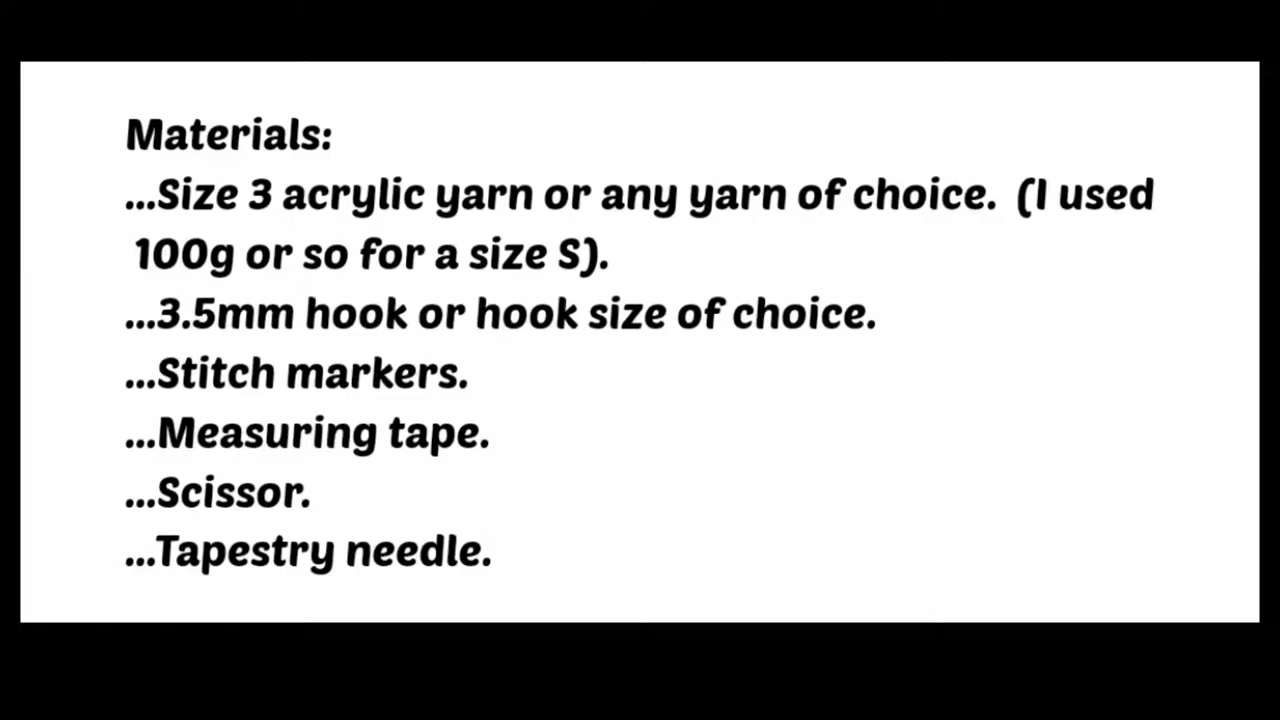 Materials:
...Size 3 acrylic yarn or any yarn of choice.  (I used
100g or so for a size S).
...3.5mm hook or hook size of choice.
...Stitch markers.
...Measuring tape.
...Scissor.
...Tapestry needle.